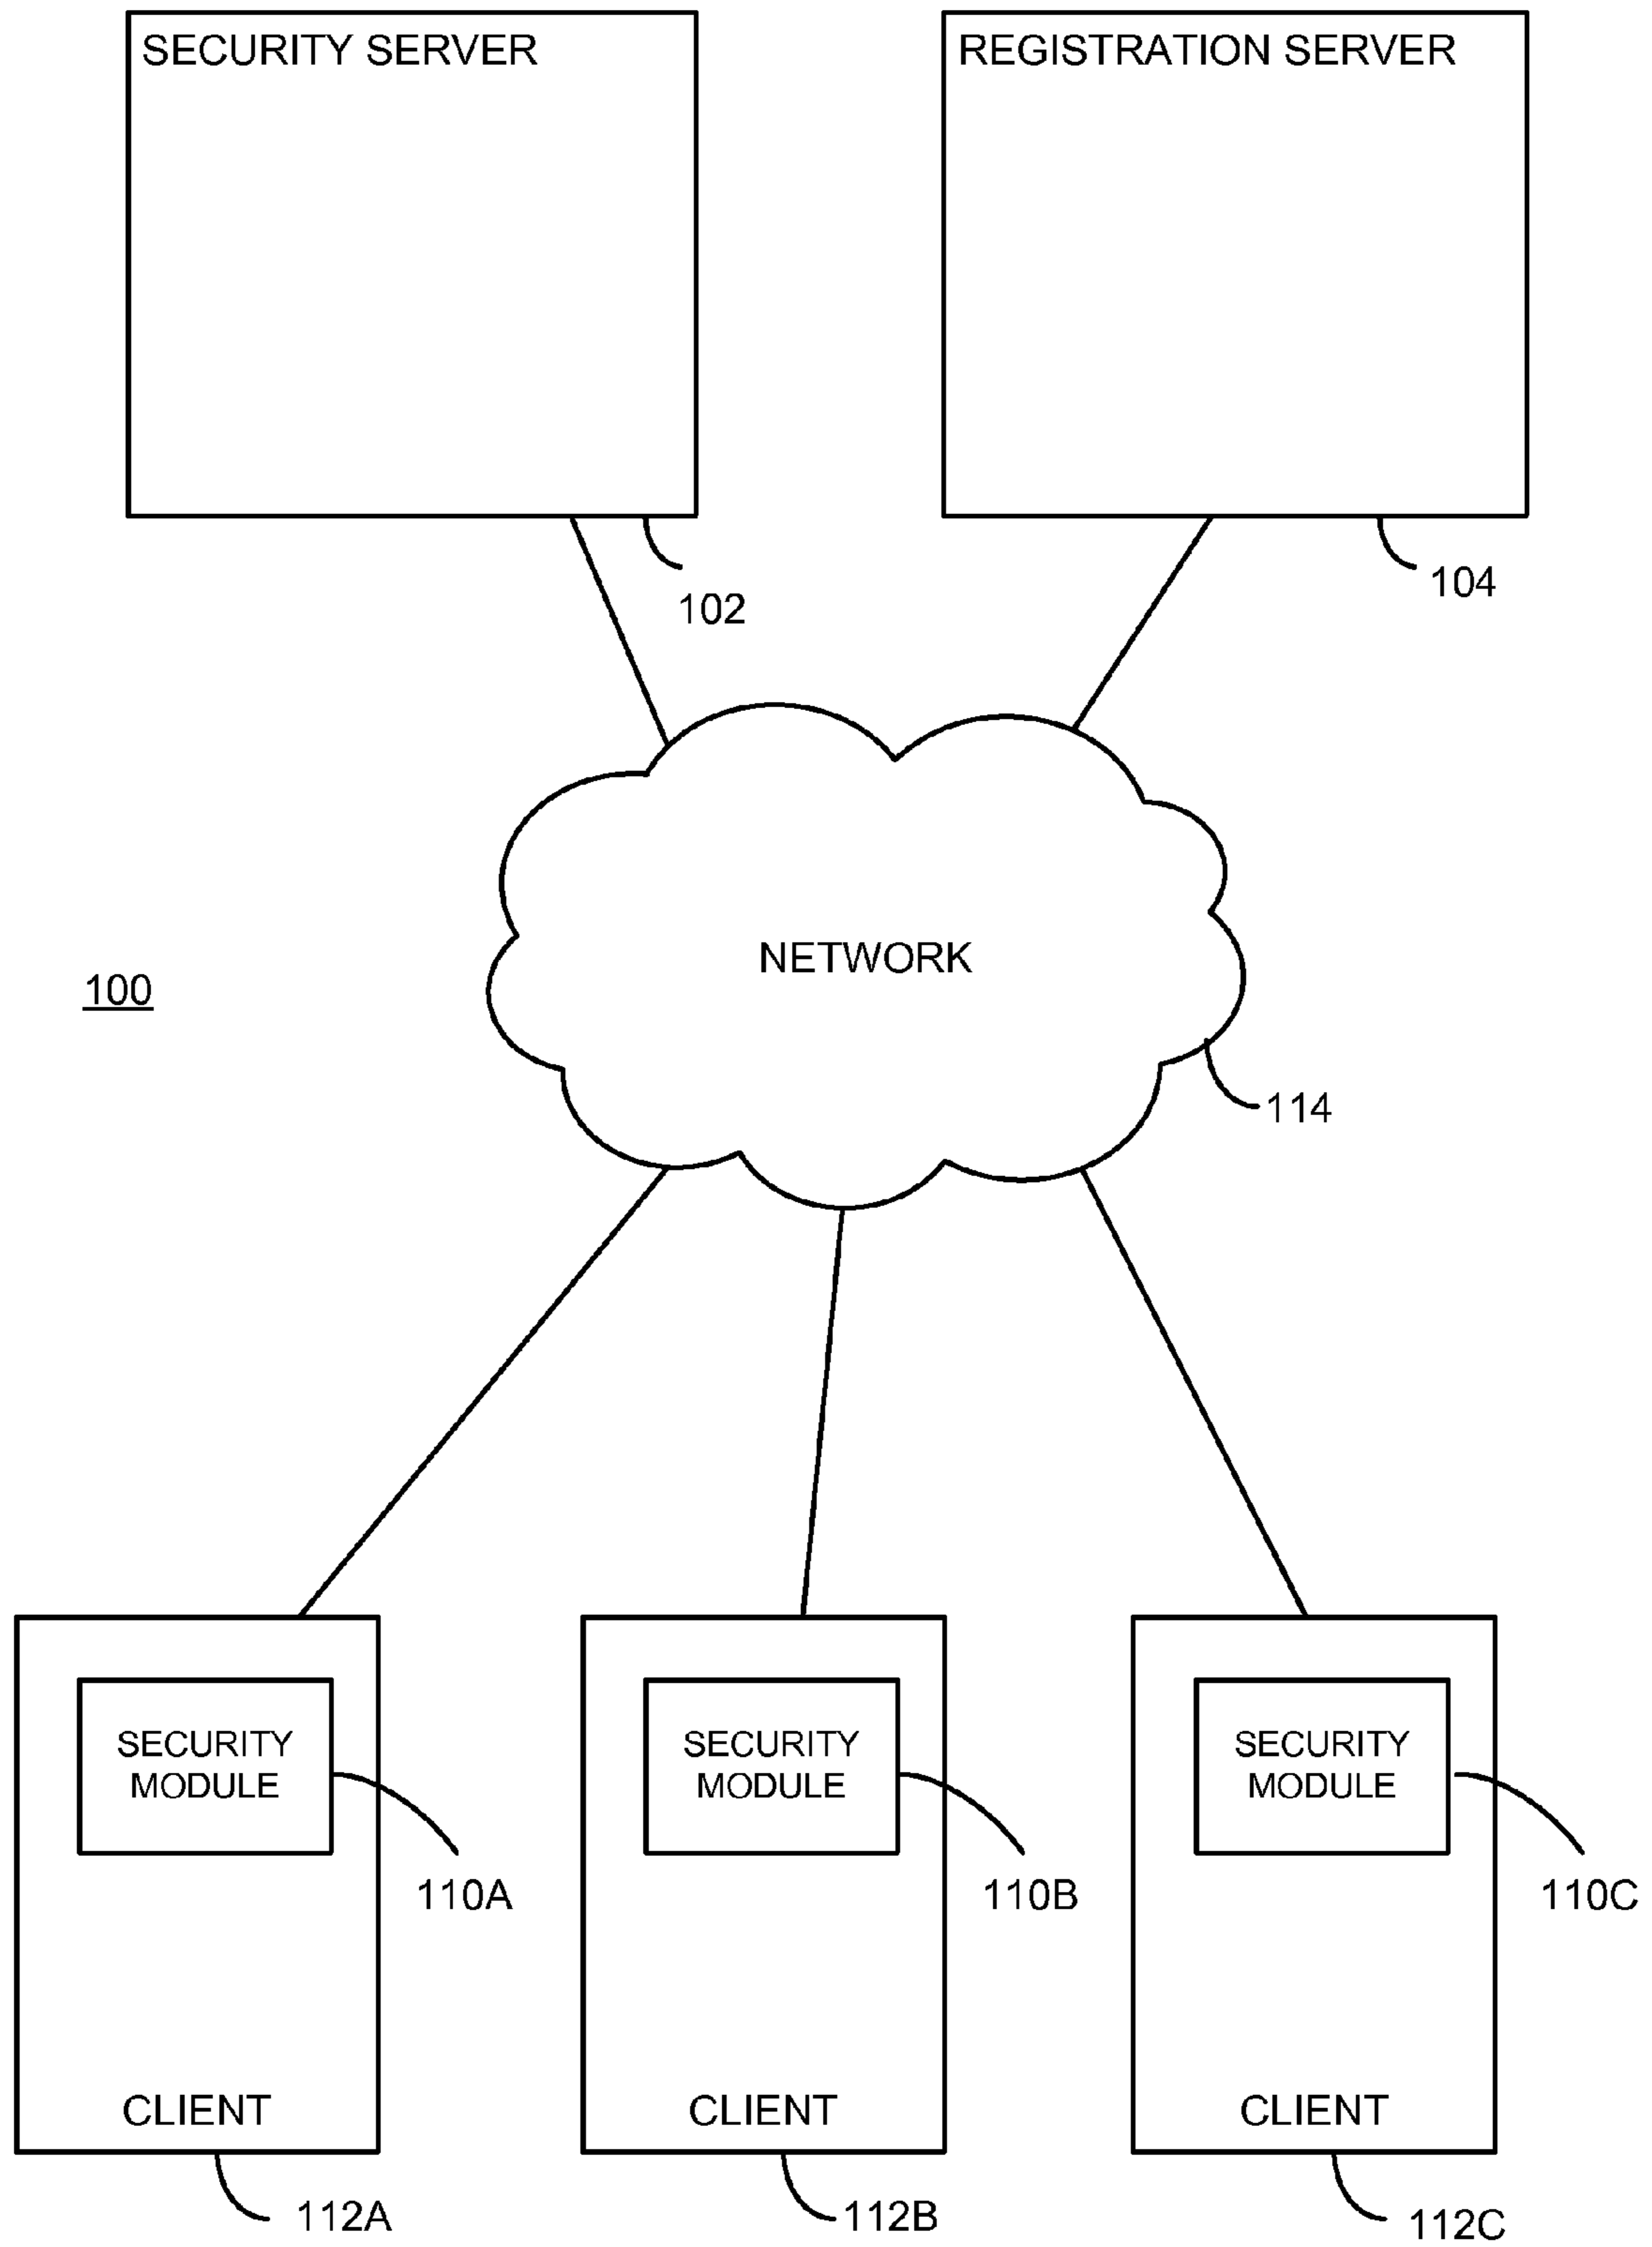 SECURITY SERVER
REGISTRATION SERVER
102
104
NETWORK
100
114
SECURITY
MODULE
SECURITY
MODULE
SECURITY
MODULE
110A
110B
110C
CLIENT
CLIENT
CLIENT
112A
112B
112C